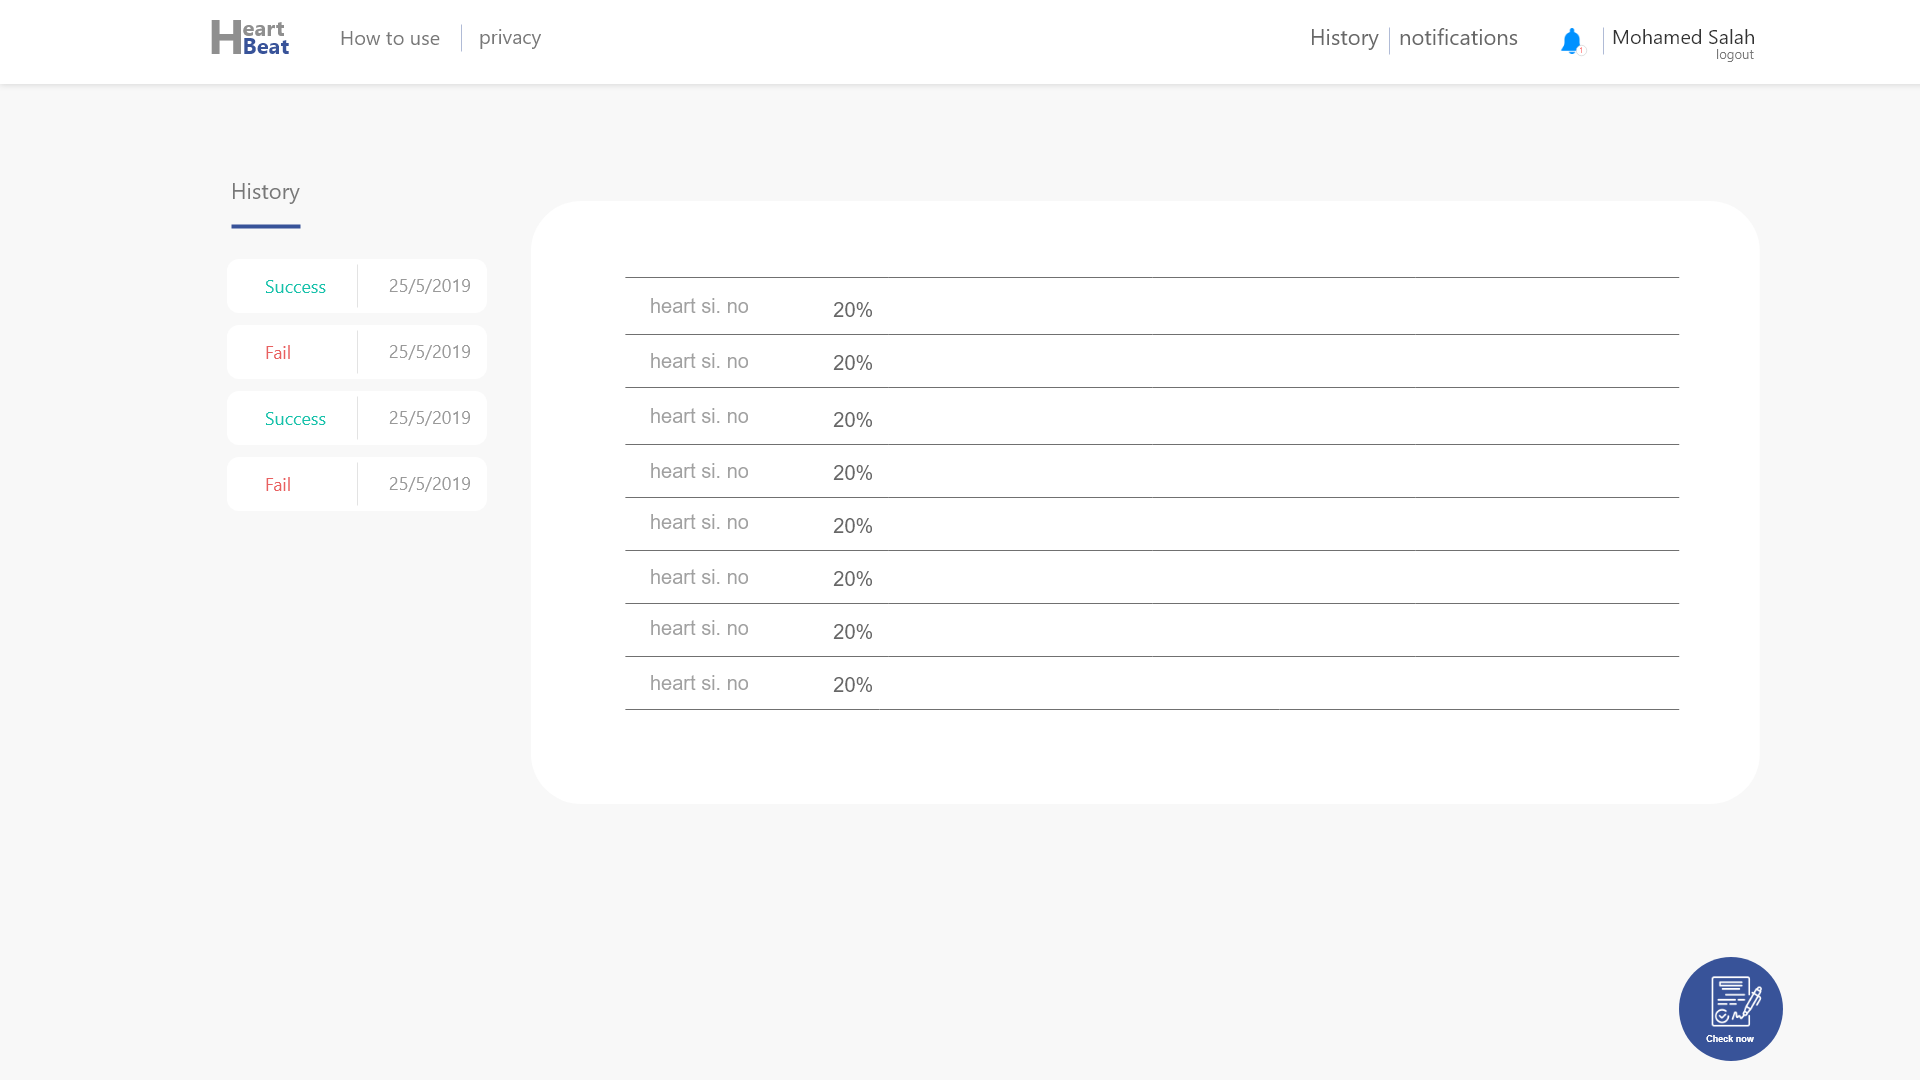 Heart
Beat
How to use
privacy
History
notifications
1
Mohamed Salah
logout
History
Success 25/5/2019
Fail 25/5/2019
Success 25/5/2019
Fail 25/5/2019
heart si. no 20%
heart si. no 20%
heart si. no 20%
heart si. no 20%
heart si. no 20%
heart si. no 20%
heart si. no 20%
heart si. no 20%
Check now